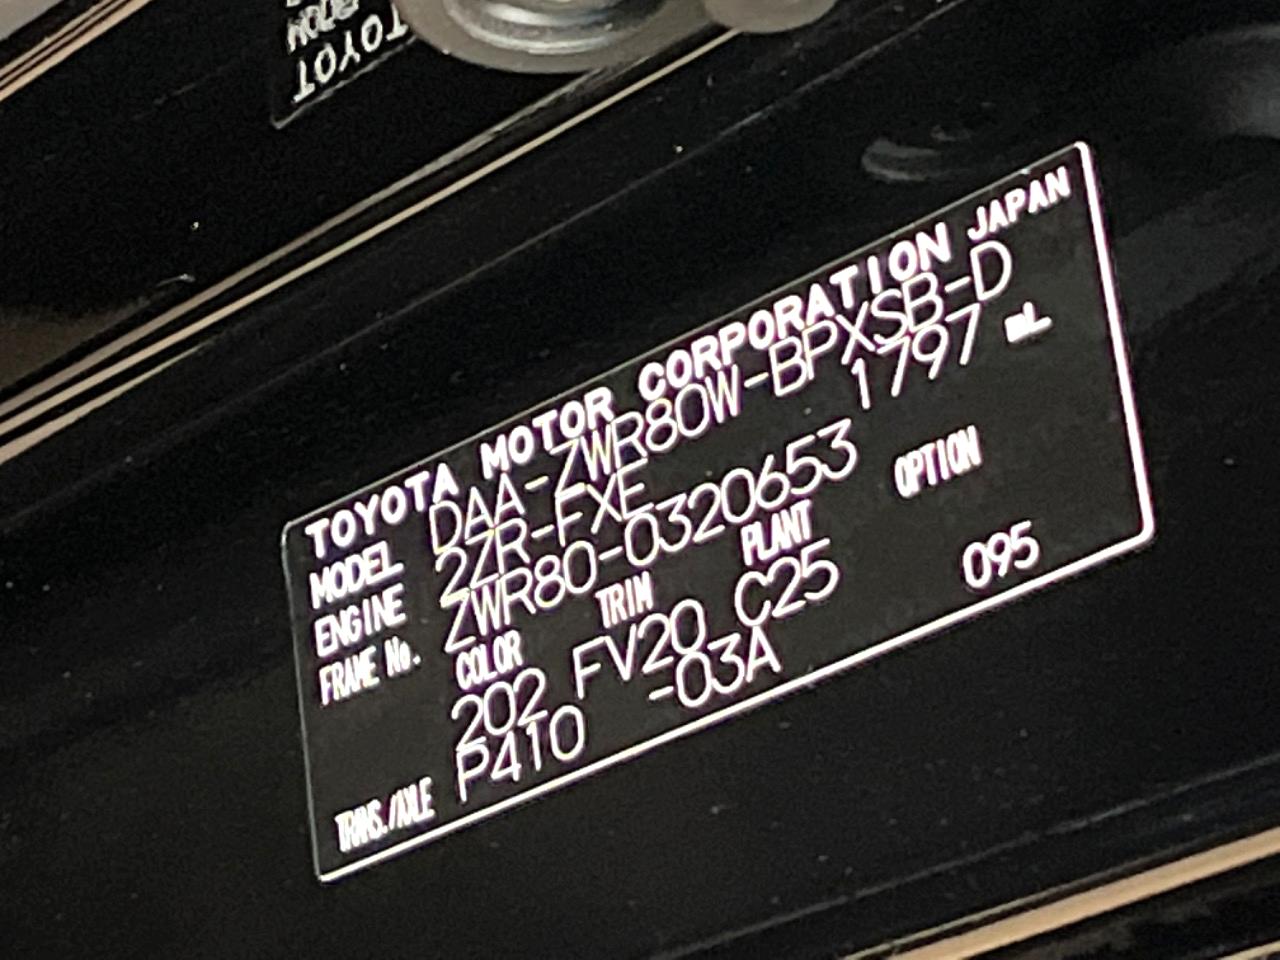 TOYOT
TOYOTA MOTOR CORPORATION JAPAN
MODEL DAA-ZWR80W-BPXSB-D
ENGINE 2ZR-FXE 1797 mL
FRAME No. ZWR80-0320653
COLOR TRIM PLANT OPTION
202 FV20 C25 095
TRANS./AXLE P410 -03A